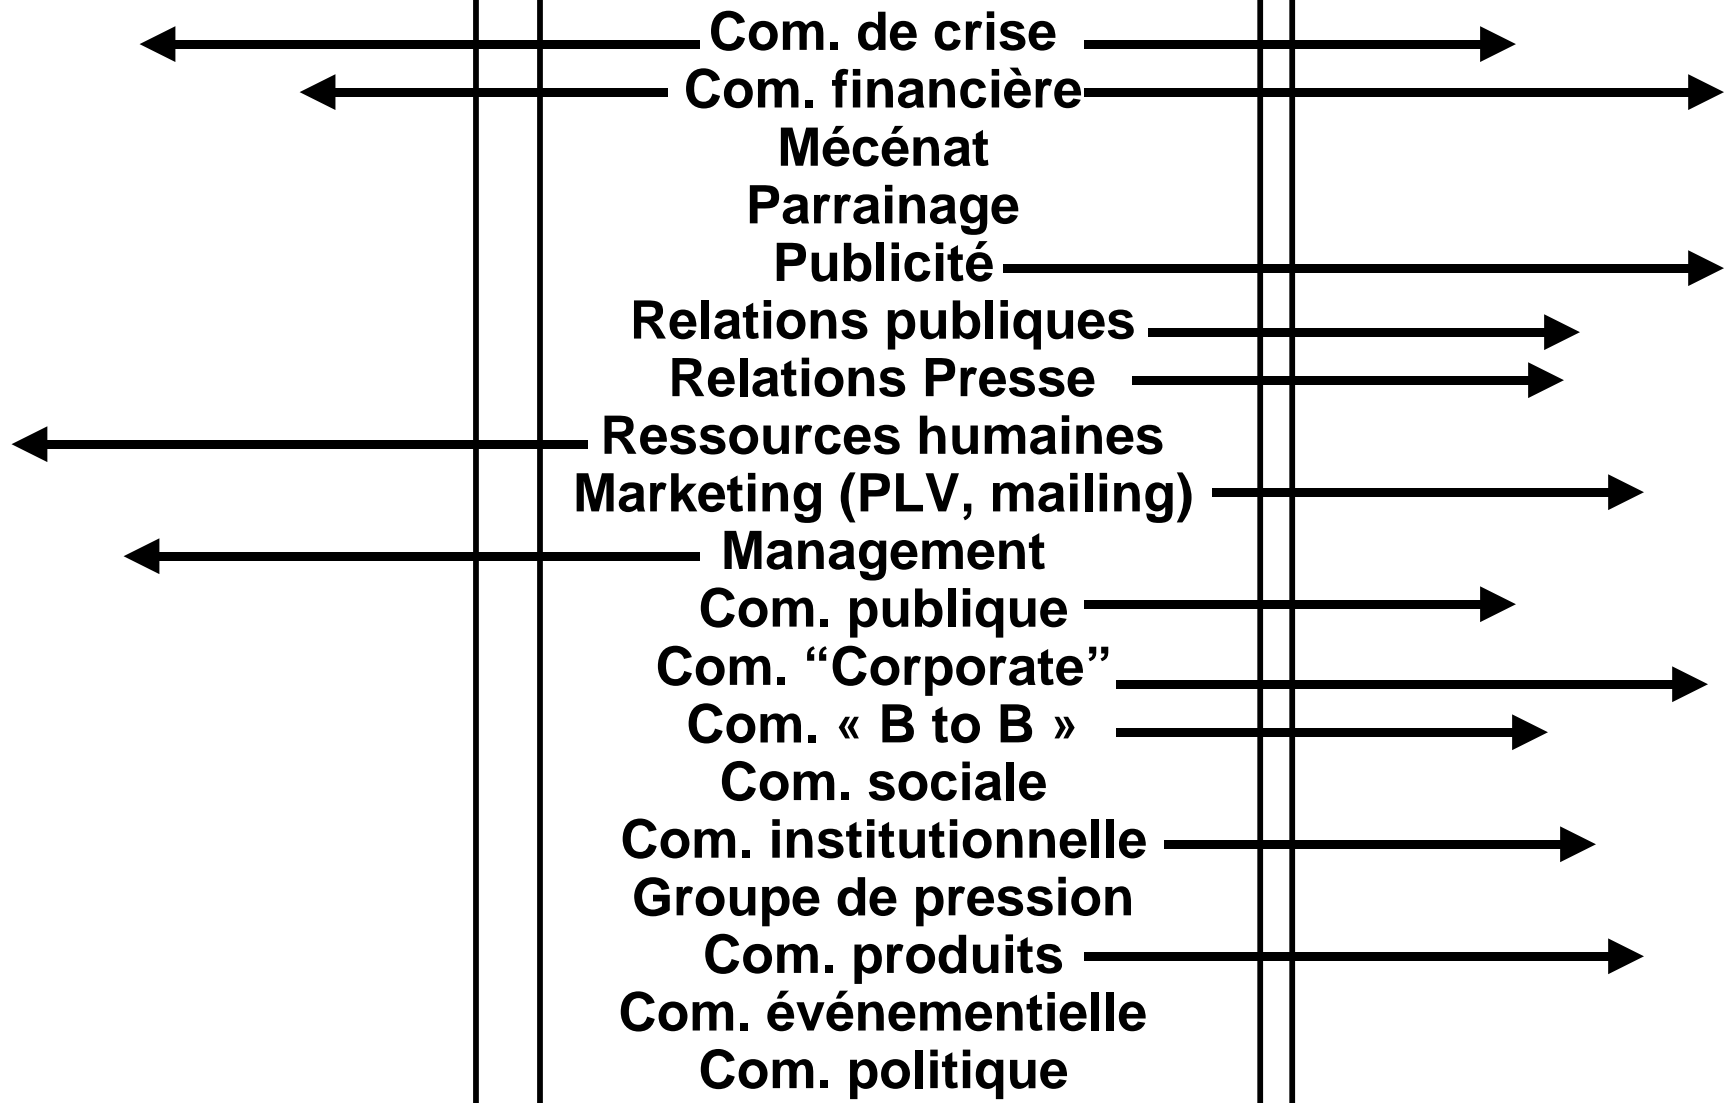 Com. de crise
Com. financière
Mécénat
Parrainage
Publicité
Relations publiques
Relations Presse
Ressources humaines
Marketing (PLV, mailing)
Management
Com. publique
Com. “Corporate”
Com. « B to B »
Com. sociale
Com. institutionnelle
Groupe de pression
Com. produits
Com. événementielle
Com. politique